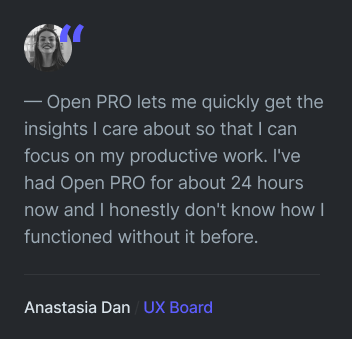 “
— Open PRO lets me quickly get the
insights I care about so that I can
focus on my productive work. I've
had Open PRO for about 24 hours
now and I honestly don't know how I
functioned without it before.
Anastasia Dan / UX Board